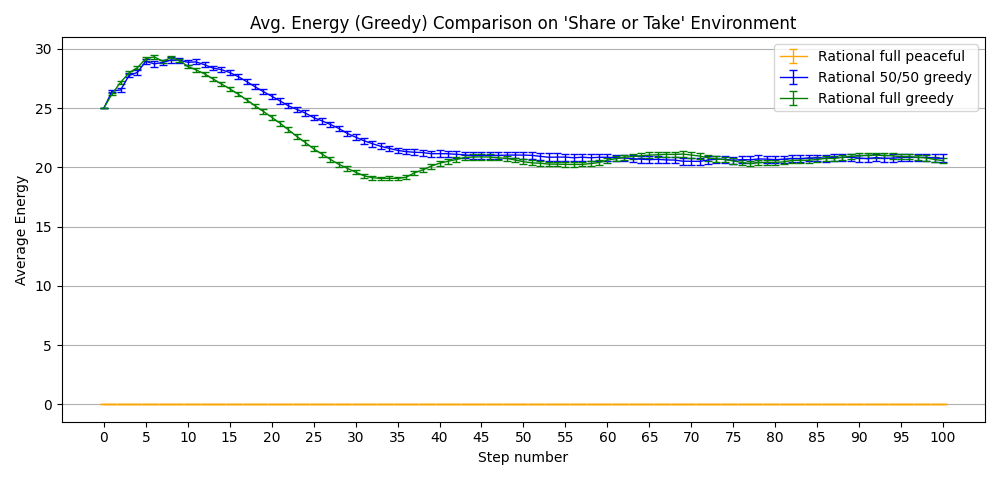 Avg. Energy (Greedy) Comparison on 'Share or Take' Environment
Rational full peaceful
Rational 50/50 greedy
Rational full greedy
Average Energy
30
25
20
15
10
5
0
0 5 10 15 20 25 30 35 40 45 50 55 60 65 70 75 80 85 90 95 100
Step number